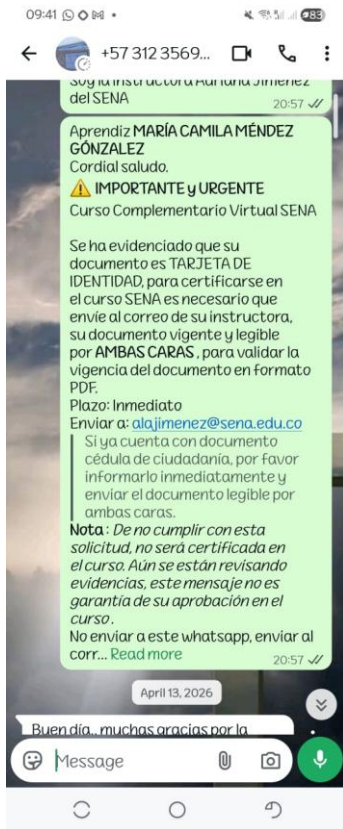 09:41
83
+57 312 3569...
Soy la instructora Adriana Jimenez
del SENA
20:57
Aprendiz MARÍA CAMILA MÉNDEZ
GÓNZALEZ
Cordial saludo.
⚠️ IMPORTANTE y URGENTE
Curso Complementario Virtual SENA
Se ha evidenciado que su
documento es TARJETA DE
IDENTIDAD, para certificarse en
el curso SENA es necesario que
envíe al correo de su instructora,
su documento vigente y legible
por AMBAS CARAS , para validar la
vigencia del documento en formato
PDF.
Plazo: Inmediato
Enviar a: alajimenez@sena.edu.co
Si ya cuenta con documento
cédula de ciudadanía, por favor
informarlo inmediatamente y
enviar el documento legible por
ambas caras.
Nota : De no cumplir con esta
solicitud, no será certificada en
el curso. Aún se están revisando
evidencias, este mensaje no es
garantía de su aprobación en el
curso .
No enviar a este whatsapp, enviar al
corr... Read more
20:57
April 13, 2026
Buen día.. muchas gracias por la
Message